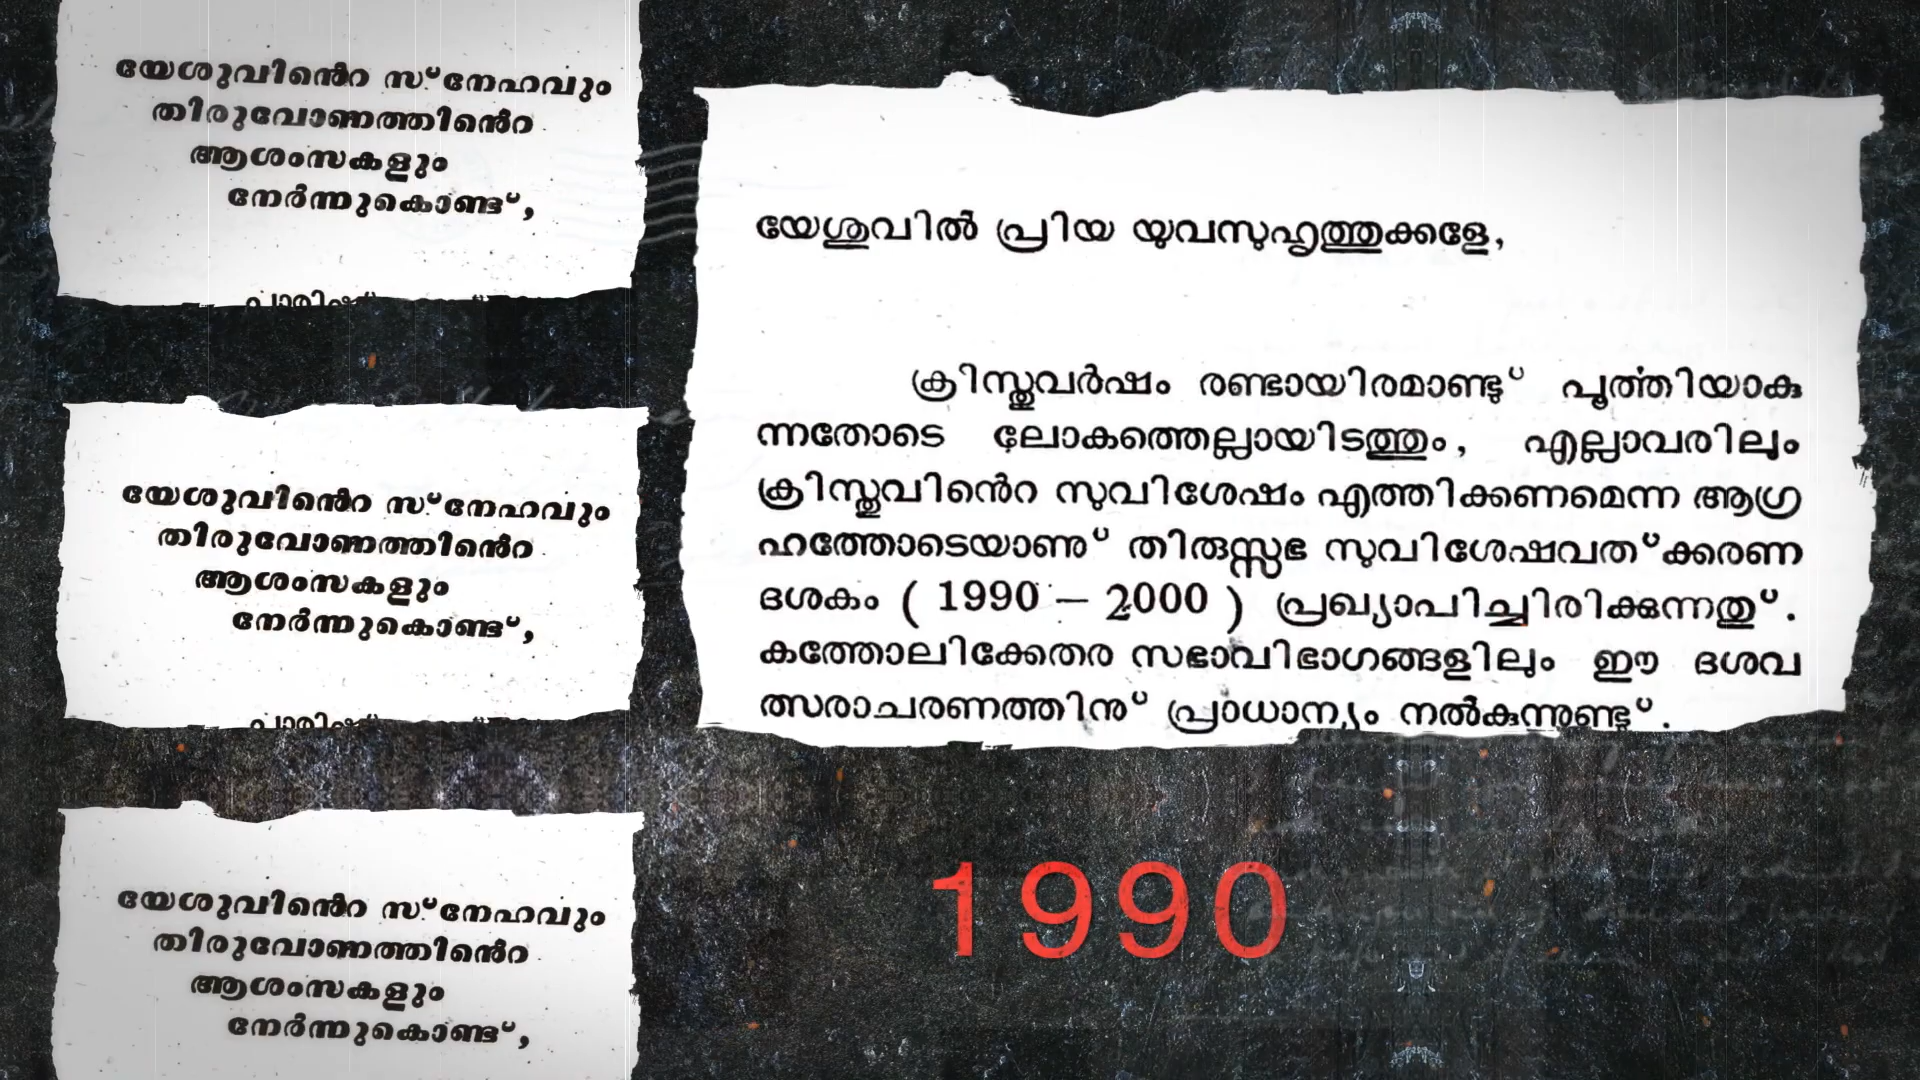 യേശുവിൻെറ സ്നേഹവും
തിരുവോണത്തിൻെറ
ആശംസകളും
നേർന്നുകൊണ്ട്,
യേശുവിൻെറ സ്നേഹവും
തിരുവോണത്തിൻെറ
ആശംസകളും
നേർന്നുകൊണ്ട്,
യേശുവിൻെറ സ്നേഹവും
തിരുവോണത്തിൻെറ
ആശംസകളും
നേർന്നുകൊണ്ട്,
യേശുവിൽ പ്രിയ യുവസുഹൃത്തുക്കളേ,
ക്രിസ്തുവർഷം രണ്ടായിരമാണ്ടു് പൂർത്തിയാകു
ന്നതോടെ ലോകത്തെല്ലായിടത്തും, എല്ലാവരിലും
ക്രിസ്തുവിൻെറ സുവിശേഷം എത്തിക്കണമെന്ന ആഗ്ര
ഹത്തോടെയാണു് തിരുസ്സഭ സുവിശേഷവത്ക്കരണ
ദശകം ( 1990 – 2000 ) പ്രഖ്യാപിച്ചിരിക്കുന്നതു്.
കത്തോലിക്കേതര സഭാവിഭാഗങ്ങളിലും ഈ ദശവ
ത്സരാചരണത്തിനു് പ്രാധാന്യം നൽകുന്നുണ്ടു്.
1990